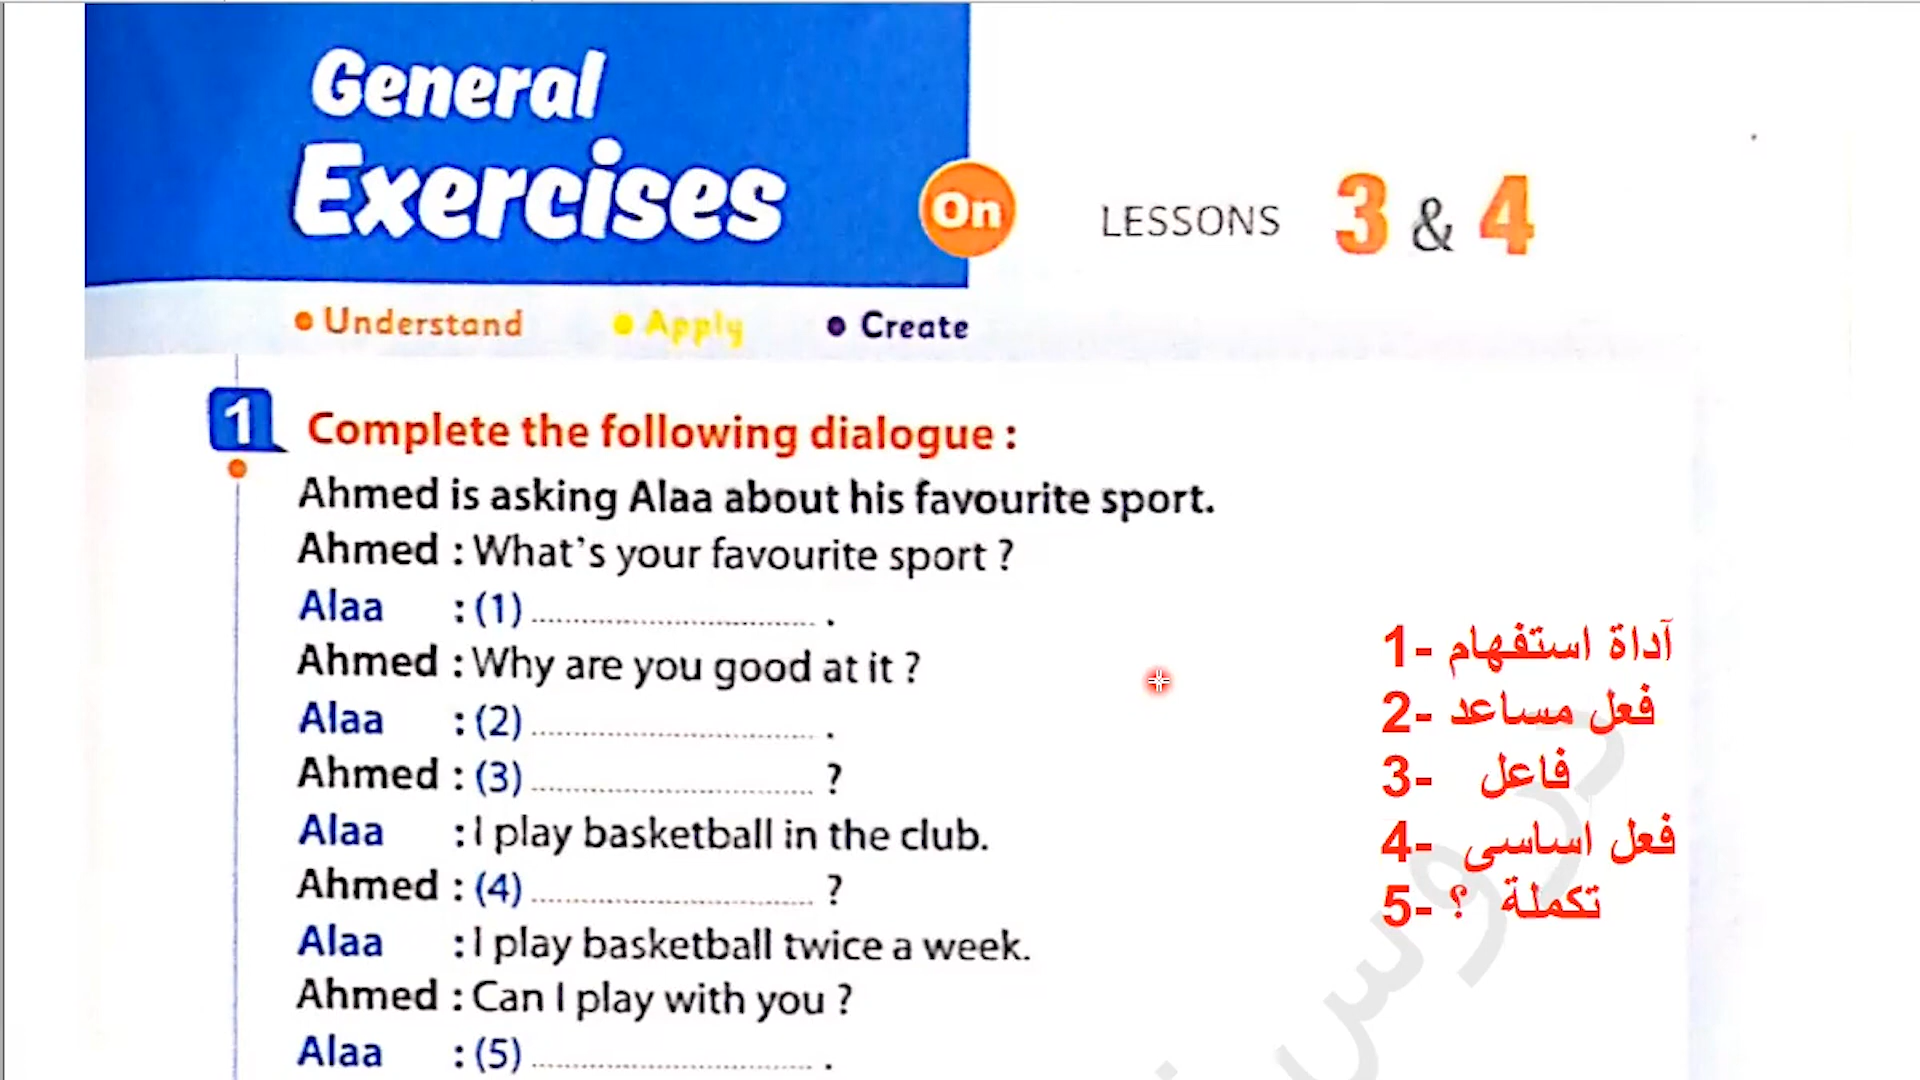 General
Exercises
On
LESSONS 3 & 4
Understand
Apply
Create
1 Complete the following dialogue :
Ahmed is asking Alaa about his favourite sport.
Ahmed : What's your favourite sport ?
Alaa : (1) .............................. .
Ahmed : Why are you good at it ?
Alaa : (2) .............................. .
Ahmed : (3) .............................. ?
Alaa : I play basketball in the club.
Ahmed : (4) .............................. ?
Alaa : I play basketball twice a week.
Ahmed : Can I play with you ?
Alaa : (5) .............................. .
1- آداة استفهام
2- فعل مساعد
3- فاعل
4- فعل اساسى
5- تكملة ؟